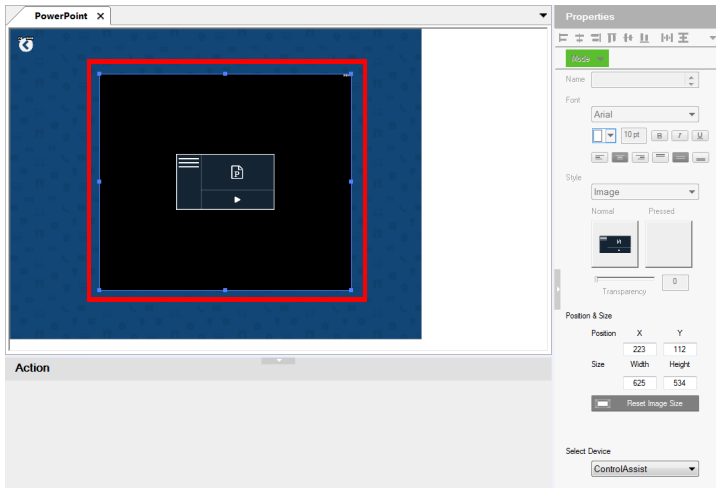 PowerPoint
Properties
Mode
Name
Font
Arial
10 pt
B
I
U
Style
Image
Normal Pressed
P
0
Transparency
Position & Size
Position X Y
223 112
Size Width Height
625 534
Reset Image Size
Action
Select Device
ControlAssist